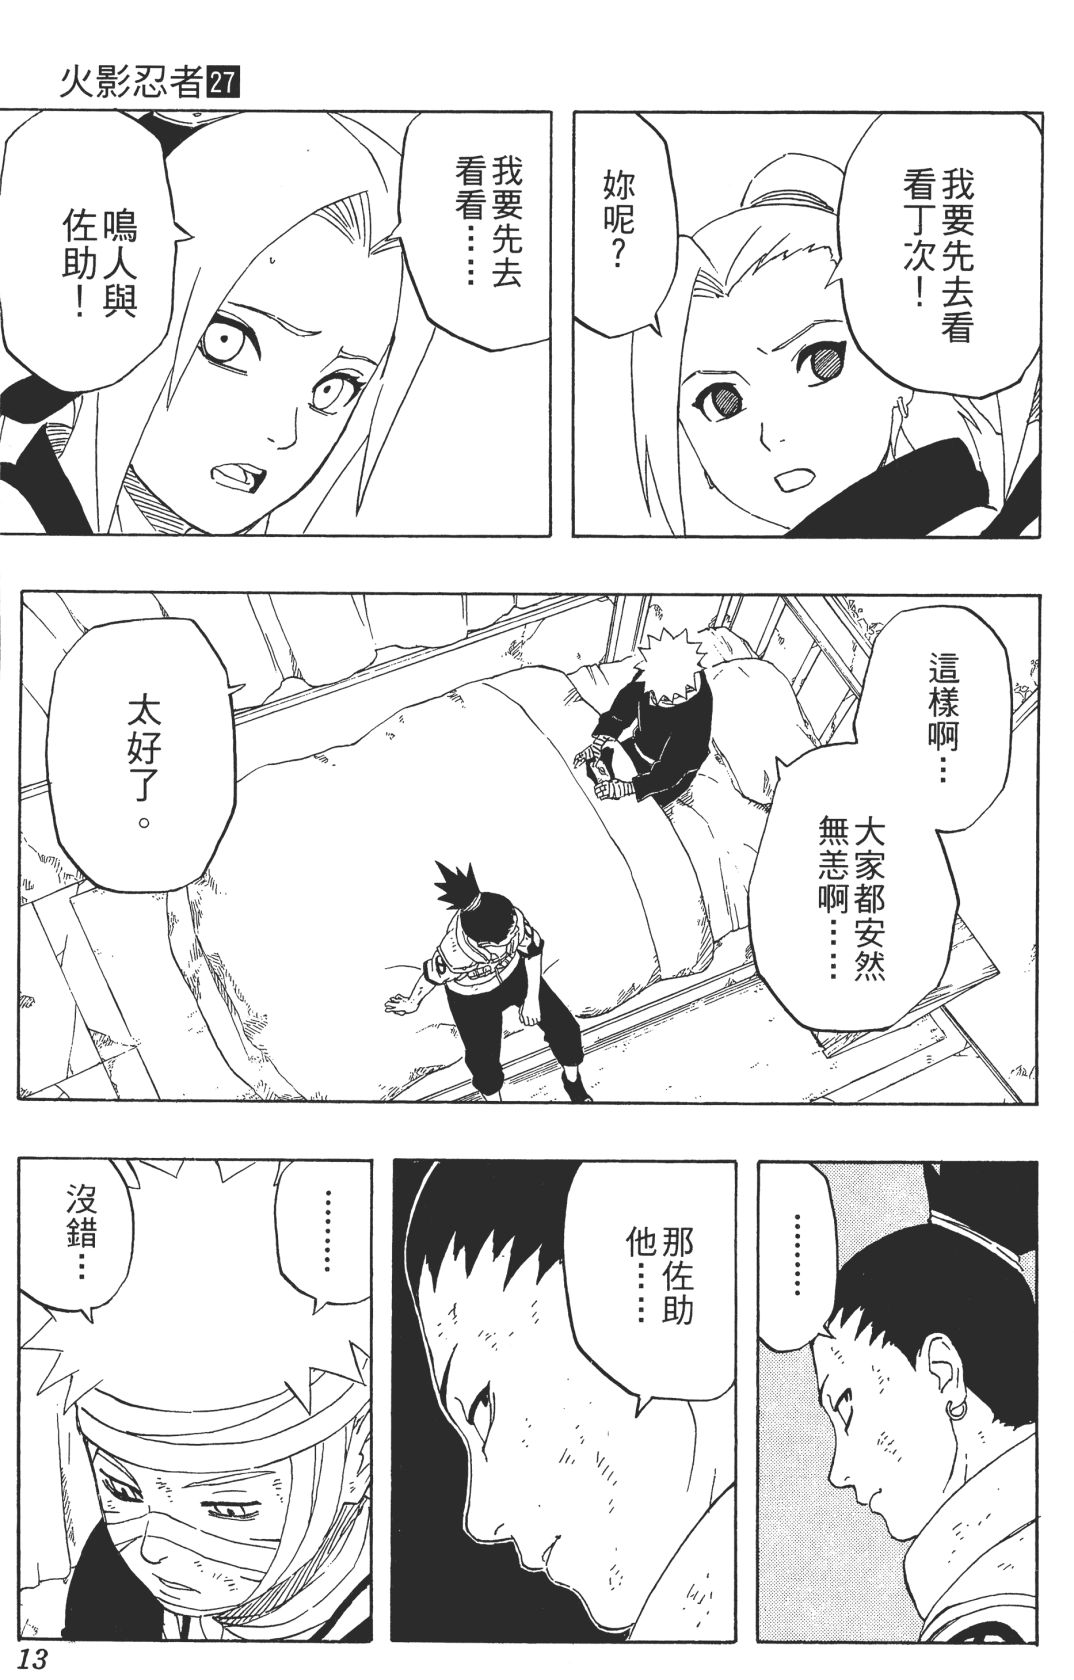 火影忍者27
我要先去看
看丁次！
妳呢？
我要先去
看看……
鳴人與
佐助！
這樣啊…
大家都安然
無恙啊……
太好了。
………
那佐助
他……
………
沒錯…
13